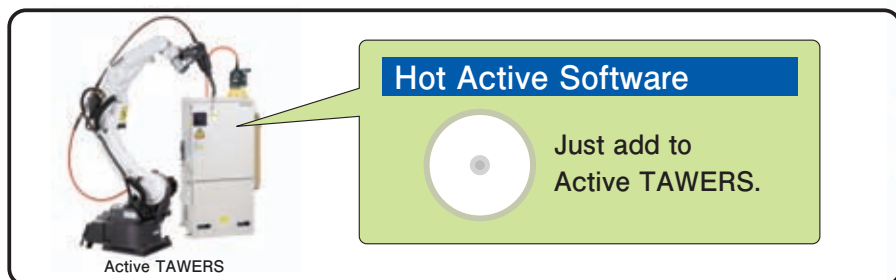 Hot Active Software
Just add to
Active TAWERS.
Active TAWERS